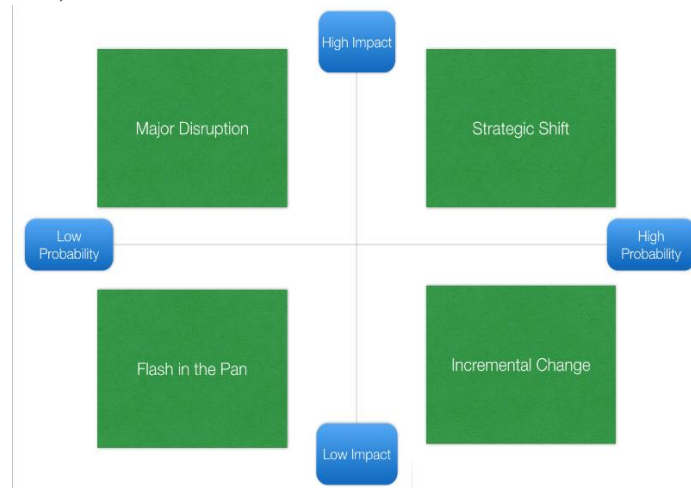 High Impact
Major Disruption
Strategic Shift
Low
Probability
High
Probability
Flash in the Pan
Incremental Change
Low Impact